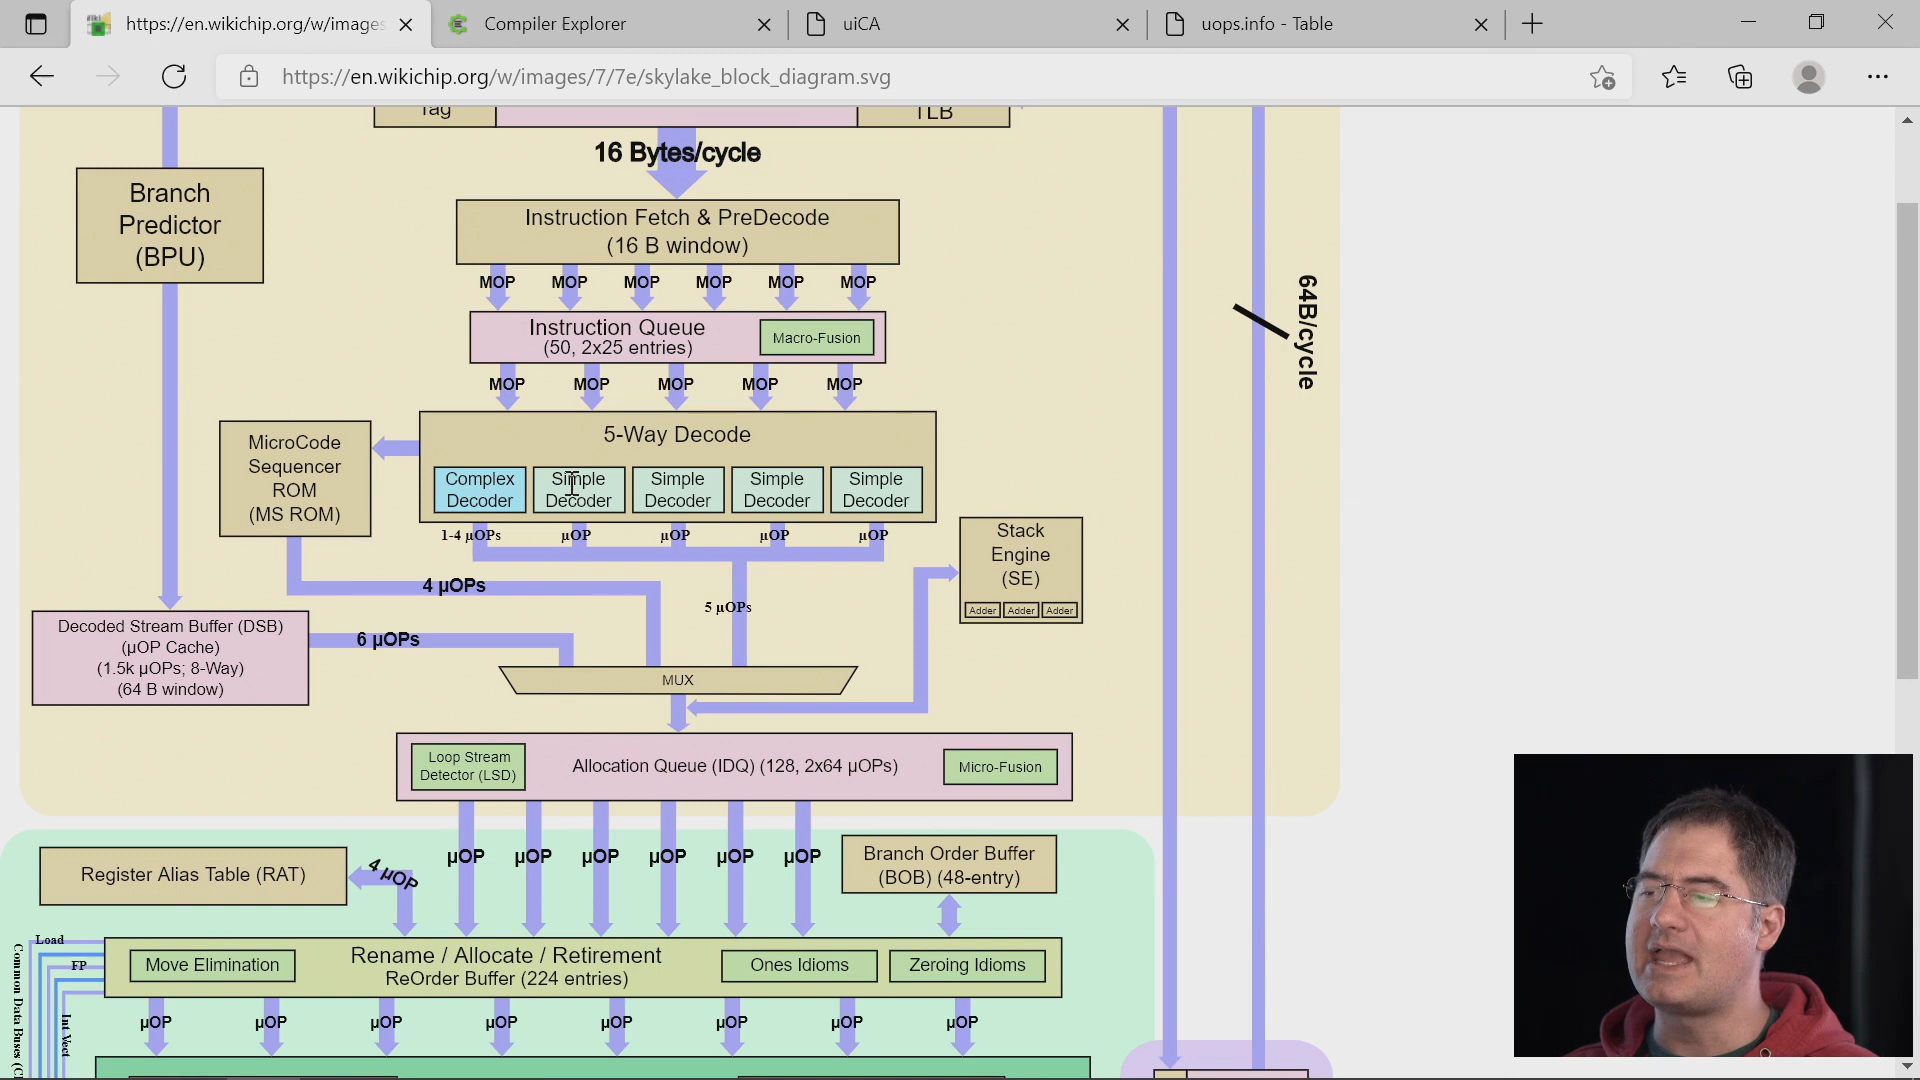 https://en.wikichip.org/w/images
Compiler Explorer
uiCA
uops.info - Table
https://en.wikichip.org/w/images/7/7e/skylake_block_diagram.svg
Tag
TLB
16 Bytes/cycle
Branch
Predictor
(BPU)
Instruction Fetch & PreDecode
(16 B window)
MOP MOP MOP MOP MOP MOP
Instruction Queue
(50, 2x25 entries)
Macro-Fusion
64B/cycle
MOP MOP MOP MOP MOP
5-Way Decode
MicroCode
Sequencer
ROM
(MS ROM)
Complex
Decoder
Simple
Decoder
Simple
Decoder
Simple
Decoder
Simple
Decoder
1-4 µOPs µOP µOP µOP µOP
Stack
Engine
(SE)
Adder Adder Adder
4 µOPs
5 µOPs
Decoded Stream Buffer (DSB)
(µOP Cache)
(1.5k µOPs; 8-Way)
(64 B window)
6 µOPs
MUX
Loop Stream
Detector (LSD)
Allocation Queue (IDQ) (128, 2x64 µOPs)
Micro-Fusion
µOP µOP µOP µOP µOP µOP
Register Alias Table (RAT)
4 µOP
Branch Order Buffer
(BOB) (48-entry)
Load
FP
Int Vect
Common Data Buses (C
Move Elimination
Rename / Allocate / Retirement
ReOrder Buffer (224 entries)
Ones Idioms
Zeroing Idioms
µOP µOP µOP µOP µOP µOP µOP µOP